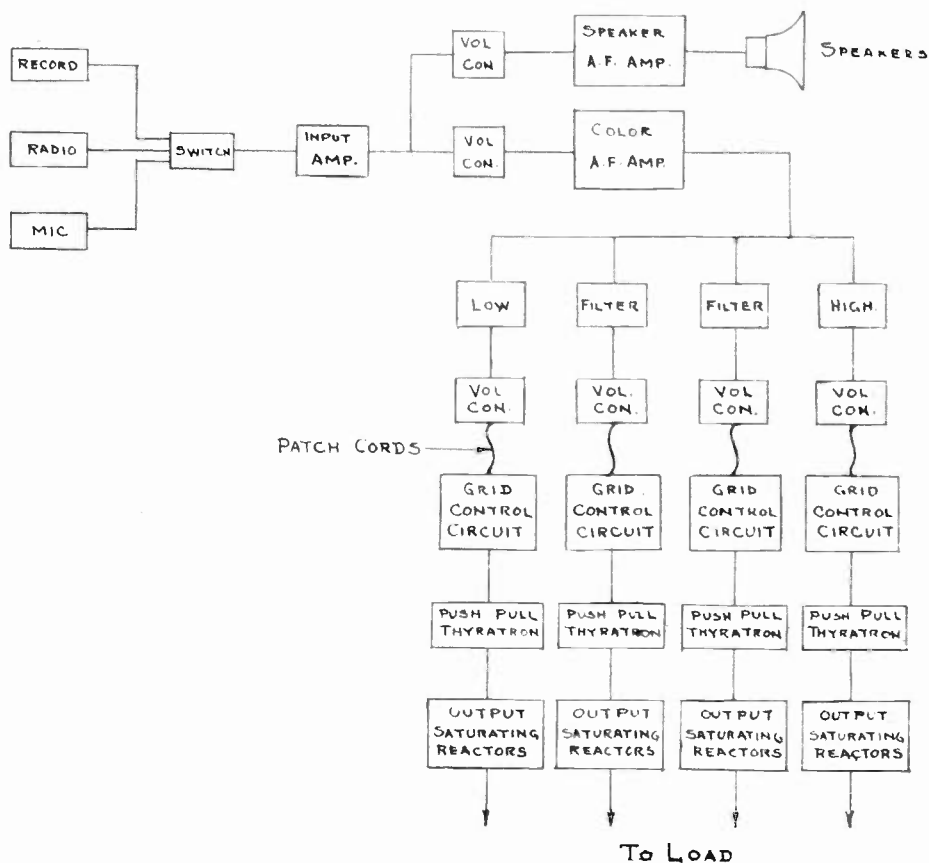 RECORD
RADIO
MIC
SWITCH
INPUT
AMP.
VOL
CON.
SPEAKER
A.F. AMP.
SPEAKERS
VOL
CON.
COLOR
A.F. AMP.
LOW
FILTER
FILTER
HIGH.
VOL
CON.
VOL.
CON.
VOL
CON.
VOL
CON.
PATCH CORDS
GRID
CONTROL
CIRCUIT
GRID.
CONTROL
CIRCUIT
GRID
CONTROL
CIRCUIT
GRID
CONTROL
CIRCUIT
PUSH PULL
THYRATRON
PUSH PULL
THYRATRON
PUSH PULL
THYRATRON
PUSH PULL
THYRATRON
OUTPUT
SATURATING
REACTORS
OUTPUT
SATURATING
REACTORS
OUTPUT
SATURATING
REACTORS
OUTPUT
SATURATING
REACTORS
TO LOAD